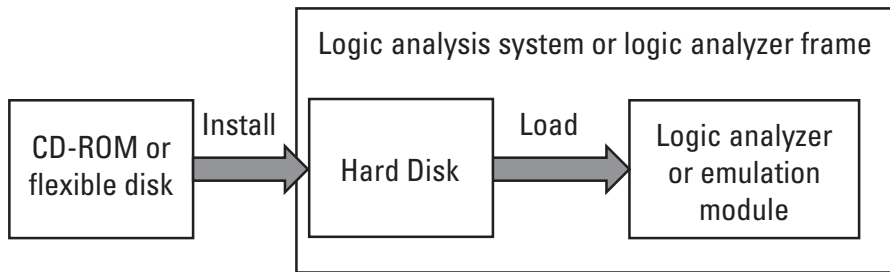 Logic analysis system or logic analyzer frame
CD-ROM or
flexible disk
Install
Hard Disk
Load
Logic analyzer
or emulation
module